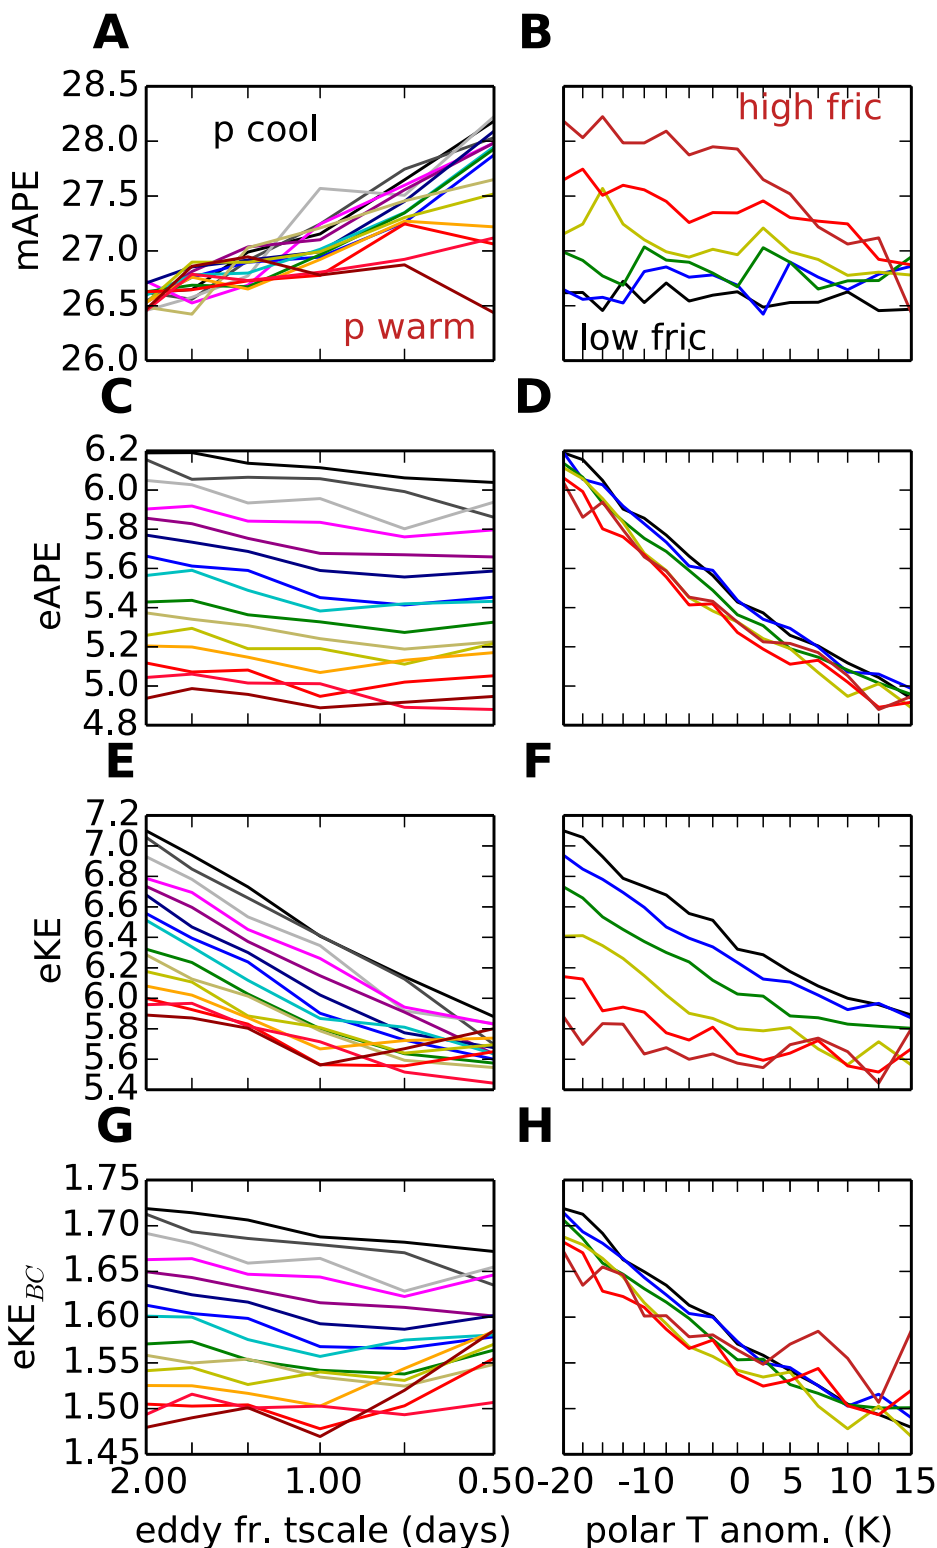 A B
mAPE
28.5
28.0
27.5
27.0
26.5
26.0
p cool
p warm
high fric
low fric
C D
eAPE
6.2
6.0
5.8
5.6
5.4
5.2
5.0
4.8
E F
eKE
7.2
7.0
6.8
6.6
6.4
6.2
6.0
5.8
5.6
5.4
G H
eKE_BC
1.75
1.70
1.65
1.60
1.55
1.50
1.45
2.00 1.00 0.50
-20 -10 0 5 10 15
eddy fr. tscale (days)
polar T anom. (K)